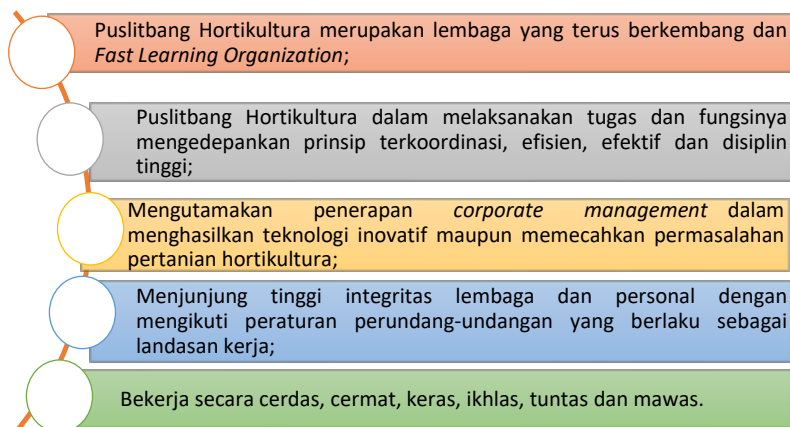 Puslitbang Hortikultura merupakan lembaga yang terus berkembang dan
Fast Learning Organization;
Puslitbang Hortikultura dalam melaksanakan tugas dan fungsinya
mengedepankan prinsip terkoordinasi, efisien, efektif dan disiplin
tinggi;
Mengutamakan penerapan corporate management dalam
menghasilkan teknologi inovatif maupun memecahkan permasalahan
pertanian hortikultura;
Menjunjung tinggi integritas lembaga dan personal dengan
mengikuti peraturan perundang-undangan yang berlaku sebagai
landasan kerja;
Bekerja secara cerdas, cermat, keras, ikhlas, tuntas dan mawas.